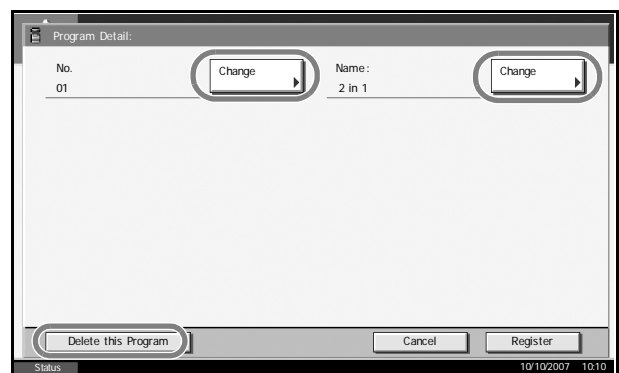 Program Detail:
No. Change Name: Change
01 2 in 1
Delete this Program Cancel Register
Status 10/10/2007 10:10